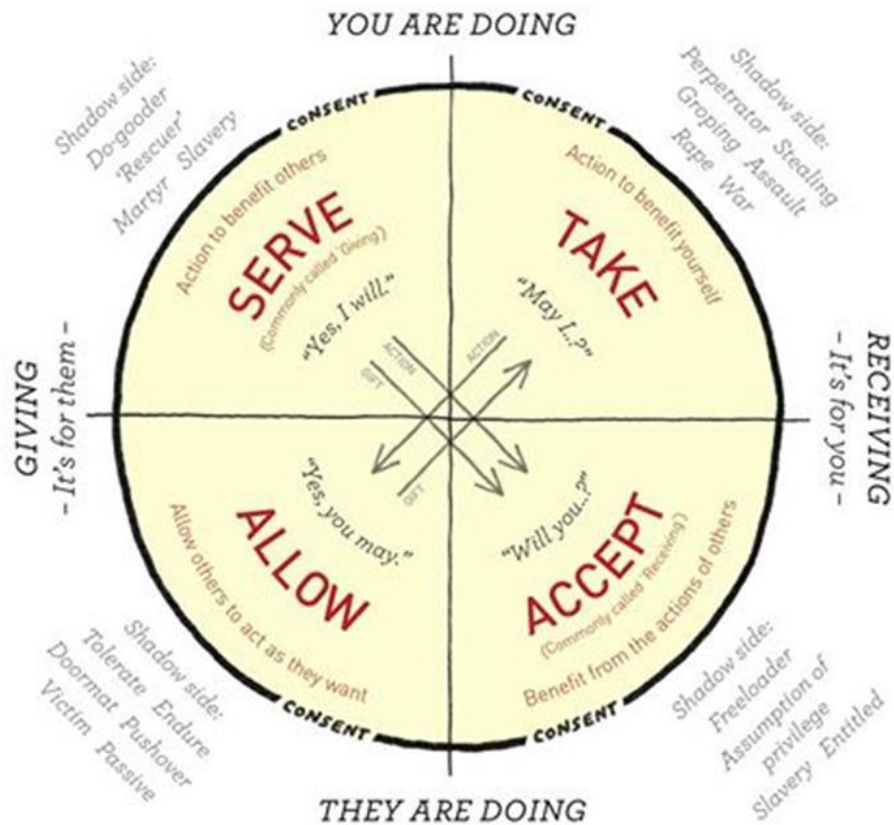 YOU ARE DOING
Shadow side:
Do-gooder
'Rescuer'
Martyr Slavery
CONSENT
Action to benefit others
SERVE
(Commonly called 'Giving')
"Yes, I will."
CONSENT
Shadow side:
Perpetrator Stealing
Groping Assault
Rape War
Action to benefit yourself
TAKE
"May I..?"
GIVING
- It's for them -
RECEIVING
- It's for you -
ACTION
GIFT
ACTION
GIFT
"Yes, you may."
ALLOW
Allow others to act as they want
CONSENT
Shadow side:
Tolerate Endure
Doormat Pushover
Victim Passive
"Will you..?"
ACCEPT
(Commonly called 'Receiving')
Benefit from the actions of others
CONSENT
Shadow side:
Freeloader
Assumption of
privilege
Slavery Entitled
THEY ARE DOING